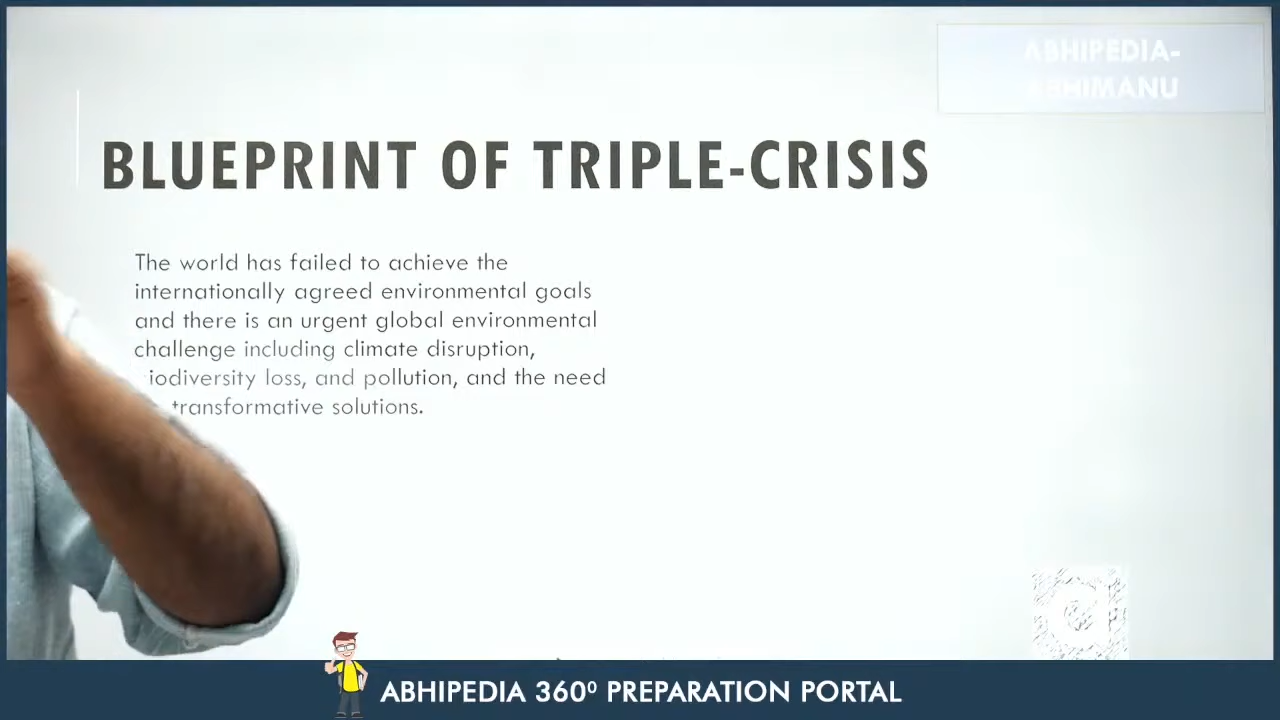 ABHIPEDIA-
ABHIMANU
BLUEPRINT OF TRIPLE-CRISIS
The world has failed to achieve the
internationally agreed environmental goals
and there is an urgent global environmental
challenge including climate disruption,
iodiversity loss, and pollution, and the need
transformative solutions.
ABHIPEDIA 360⁰ PREPARATION PORTAL